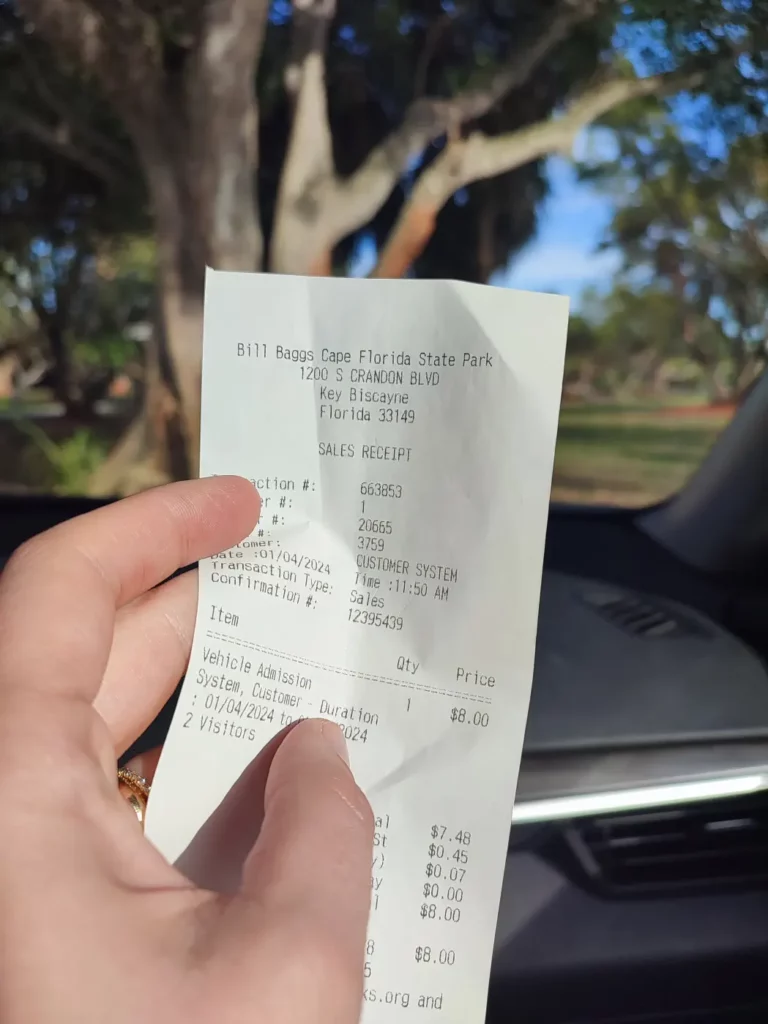 Bill Baggs Cape Florida State Park
1200 S CRANDON BLVD
Key Biscayne
Florida 33149
SALES RECEIPT
#: 663853
#: 1
#: 20665
#: 3759
CUSTOMER SYSTEM
Date :01/04/2024 Time :11:50 AM
Transaction Type: Sales
Confirmation #: 12395439
Item Qty Price
Vehicle Admission 1 $8.00
System, Customer - Duration
: 01/04/2024 to
2 Visitors
$7.48
$0.45
$0.07
$0.00
$8.00
$8.00
and